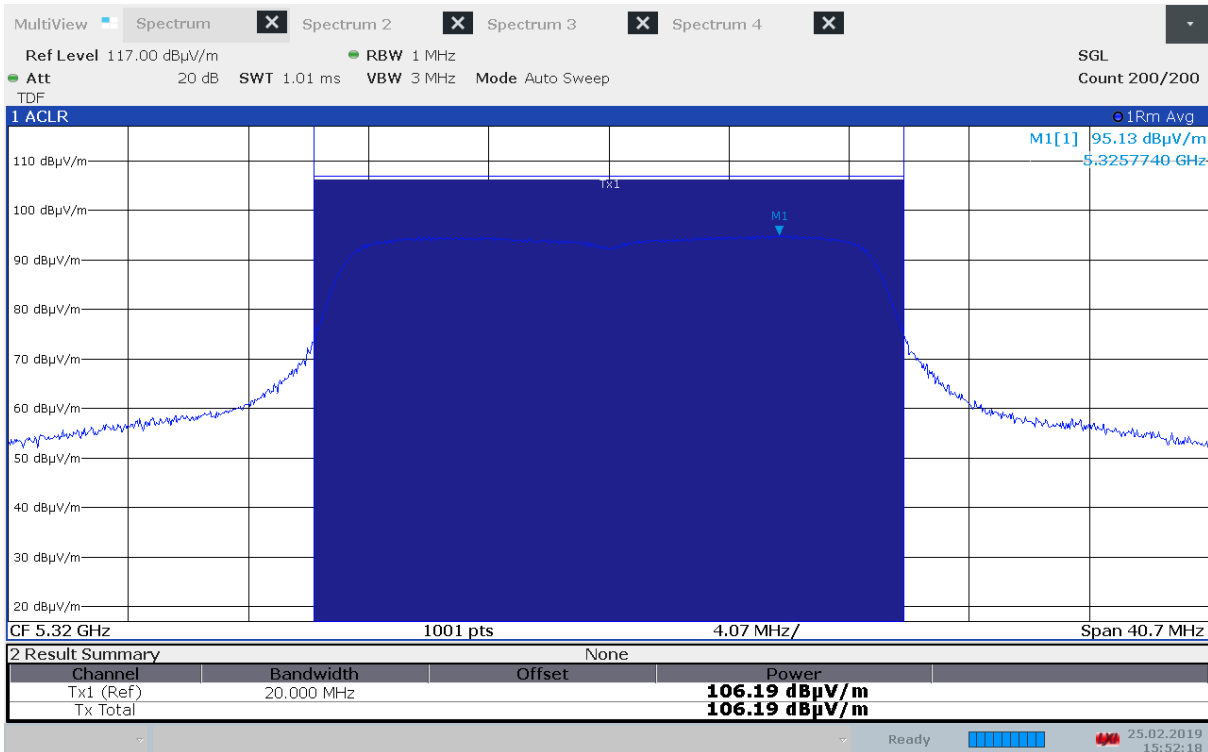 MultiView Spectrum Spectrum 2 Spectrum 3 Spectrum 4
Ref Level 117.00 dBµV/m RBW 1 MHz SGL
Att 20 dB SWT 1.01 ms VBW 3 MHz Mode Auto Sweep Count 200/200
TDF
1 ACLR 1Rm Avg
M1[1] 95.13 dBµV/m
5.3257740 GHz
110 dBµV/m
Tx1
100 dBµV/m
M1
90 dBµV/m
80 dBµV/m
70 dBµV/m
60 dBµV/m
50 dBµV/m
40 dBµV/m
30 dBµV/m
20 dBµV/m
CF 5.32 GHz 1001 pts 4.07 MHz/ Span 40.7 MHz
2 Result Summary None
Channel Bandwidth Offset Power
Tx1 (Ref) 20.000 MHz 106.19 dBµV/m
Tx Total 106.19 dBµV/m
Ready 25.02.2019
15:52:18